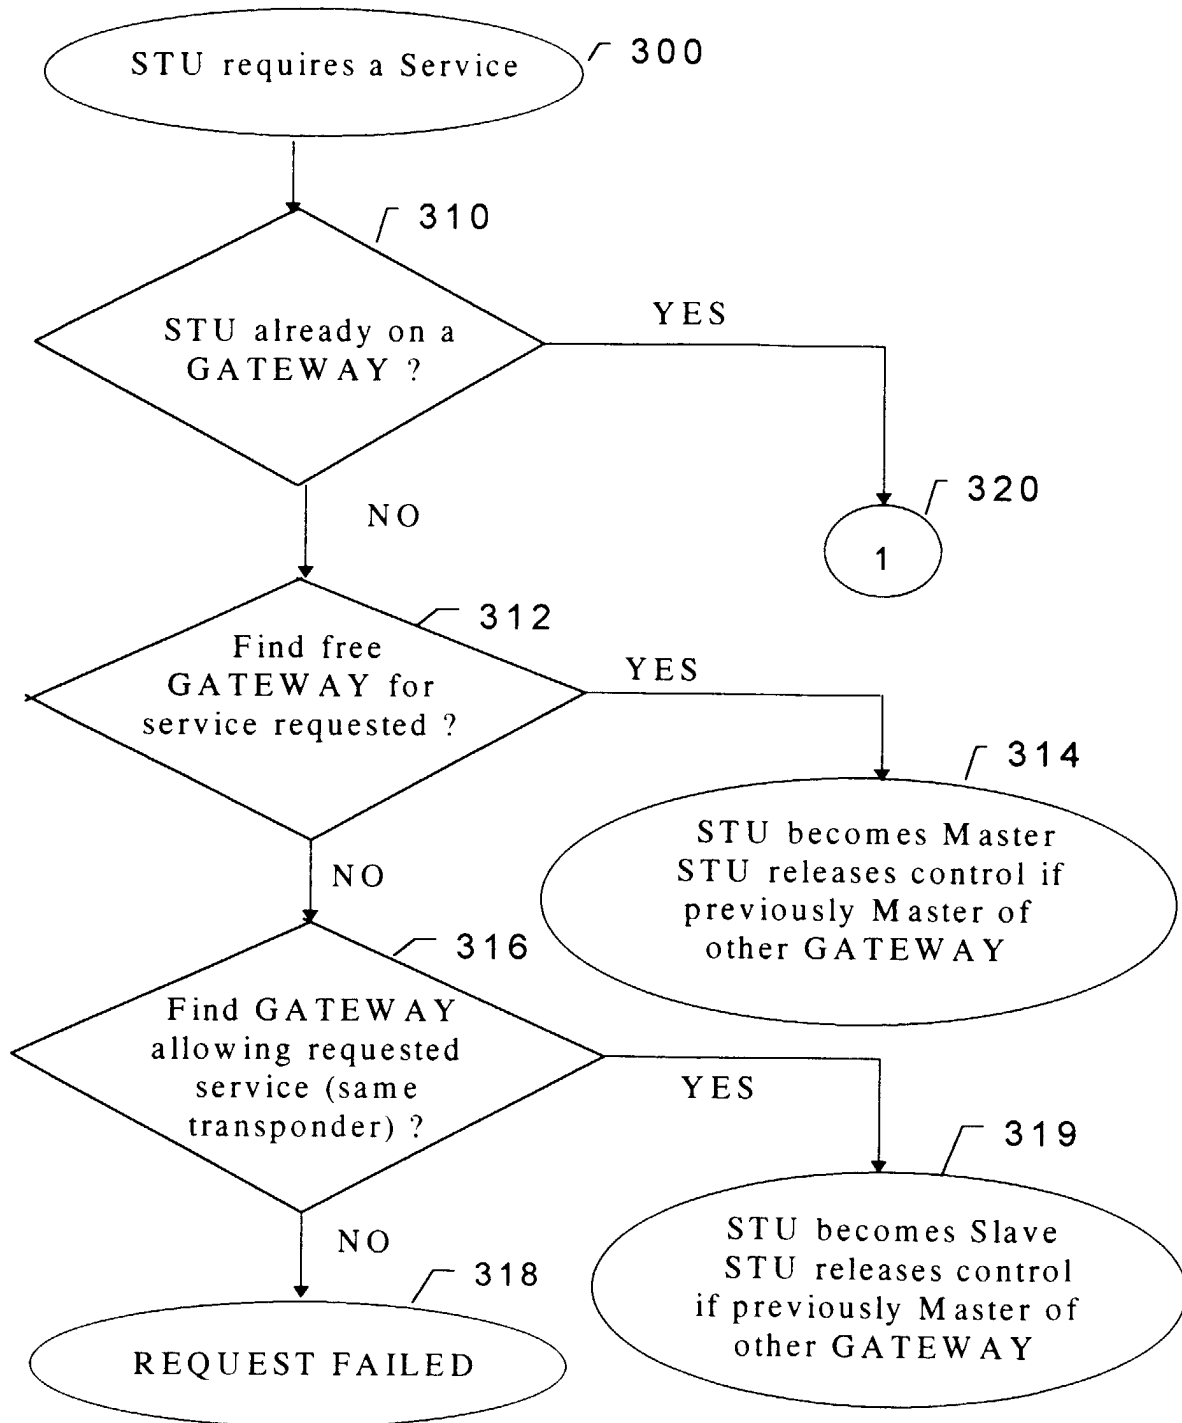 STU requires a Service
300
310
STU already on a
GATEWAY ?
YES
NO
320
1
312
Find free
GATEWAY for
service requested ?
YES
NO
314
STU becomes Master
STU releases control if
previously Master of
other GATEWAY
316
Find GATEWAY
allowing requested
service (same
transponder) ?
YES
NO
319
STU becomes Slave
STU releases control
if previously Master of
other GATEWAY
318
REQUEST FAILED